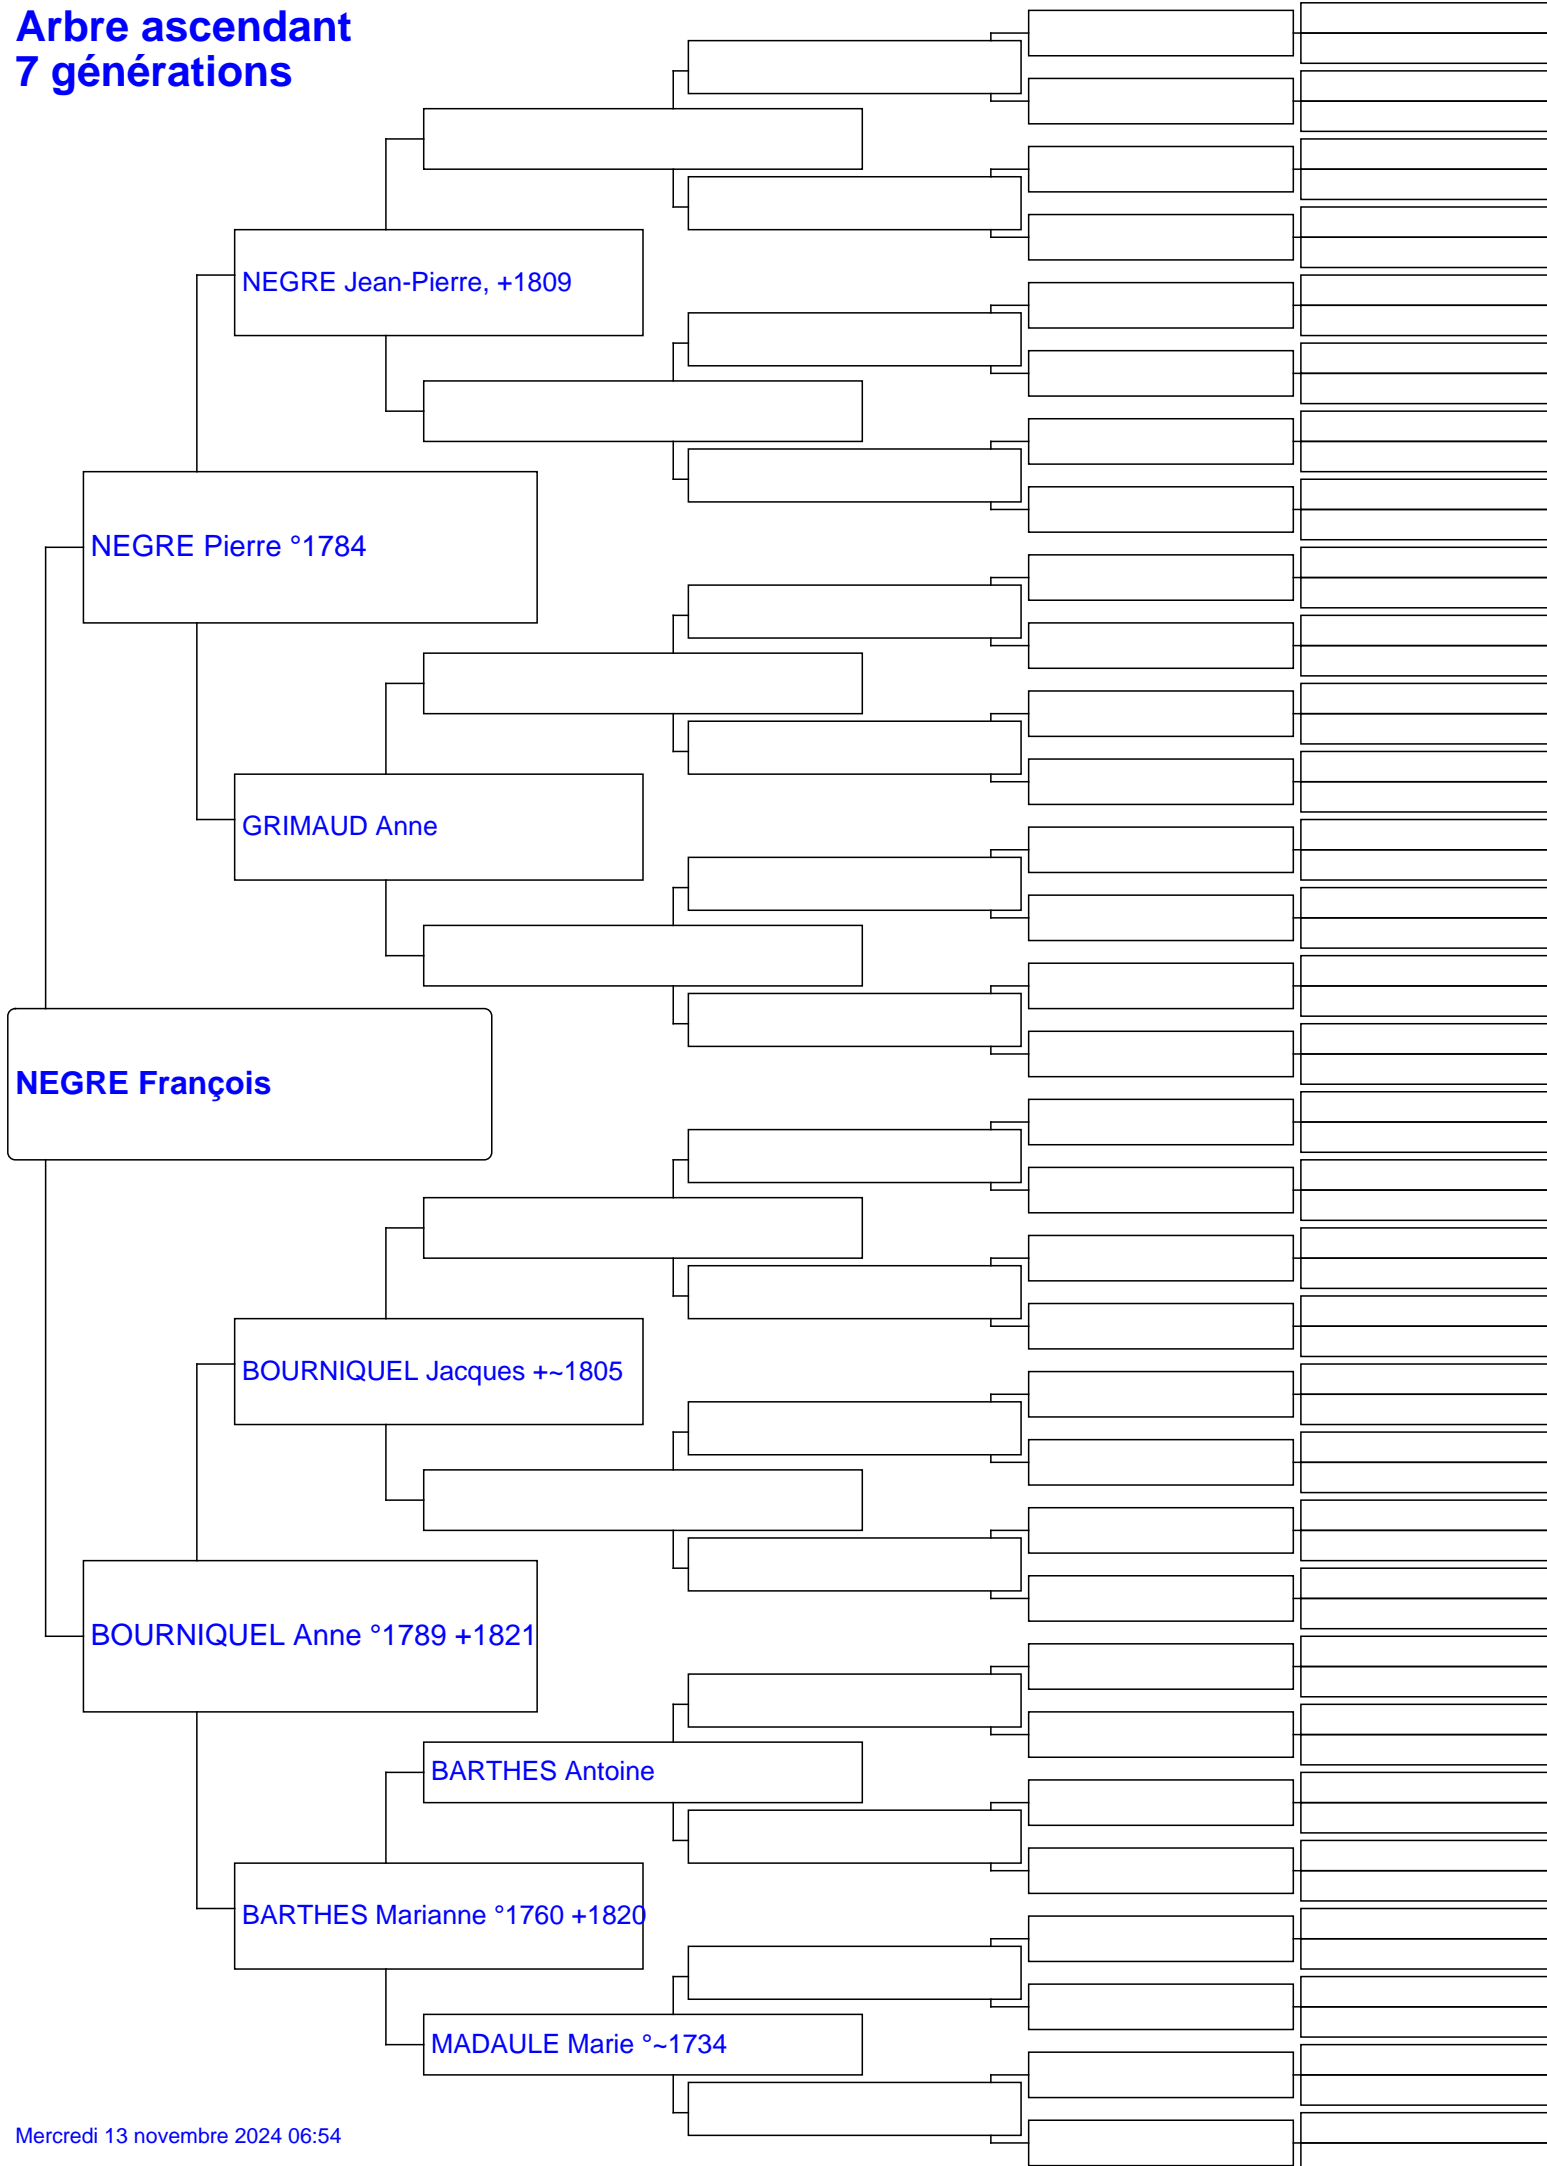 Arbre ascendant
7 générations
NEGRE Jean-Pierre, +1809
NEGRE Pierre °1784
GRIMAUD Anne
NEGRE François
BOURNIQUEL Jacques +~1805
BOURNIQUEL Anne °1789 +1821
BARTHES Antoine
BARTHES Marianne °1760 +1820
MADAULE Marie °~1734
Mercredi 13 novembre 2024 06:54